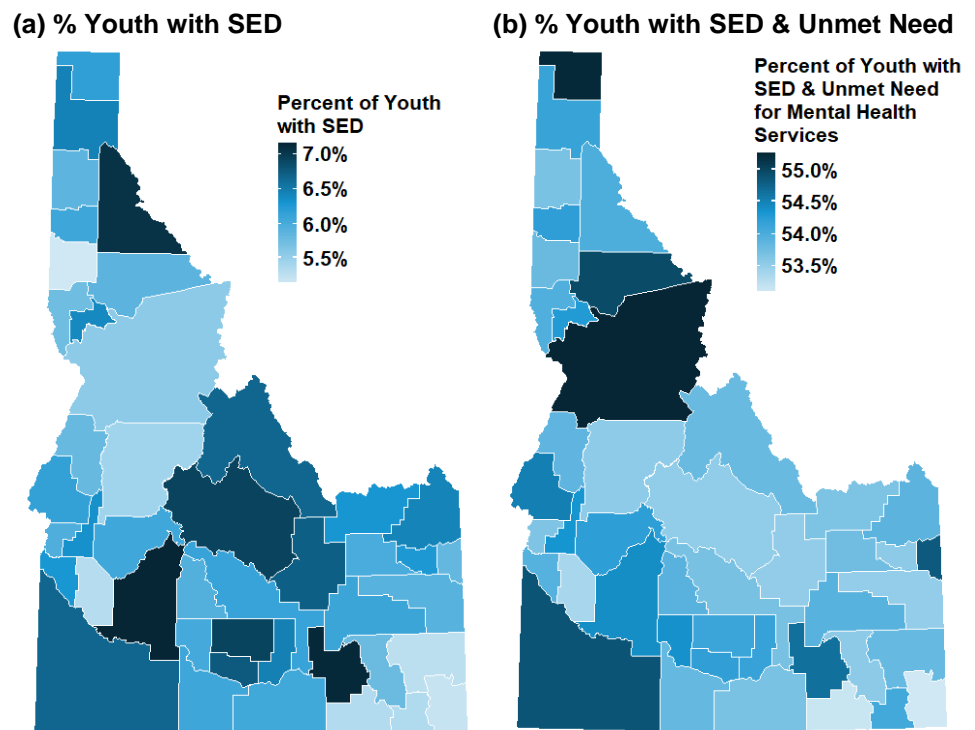 (a) % Youth with SED
Percent of Youth
with SED
7.0%
6.5%
6.0%
5.5%
(b) % Youth with SED & Unmet Need
Percent of Youth with
SED & Unmet Need
for Mental Health
Services
55.0%
54.5%
54.0%
53.5%